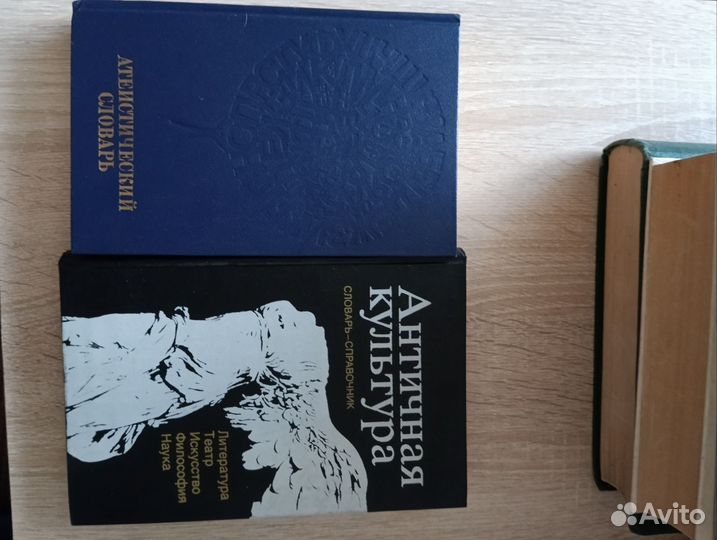 АТЕИСТИЧЕСКИЙ
СЛОВАРЬ
Античная
культура
СЛОВАРЬ–СПРАВОЧНИК
Литература
Театр
Искусство
Философия
Наука
Avito